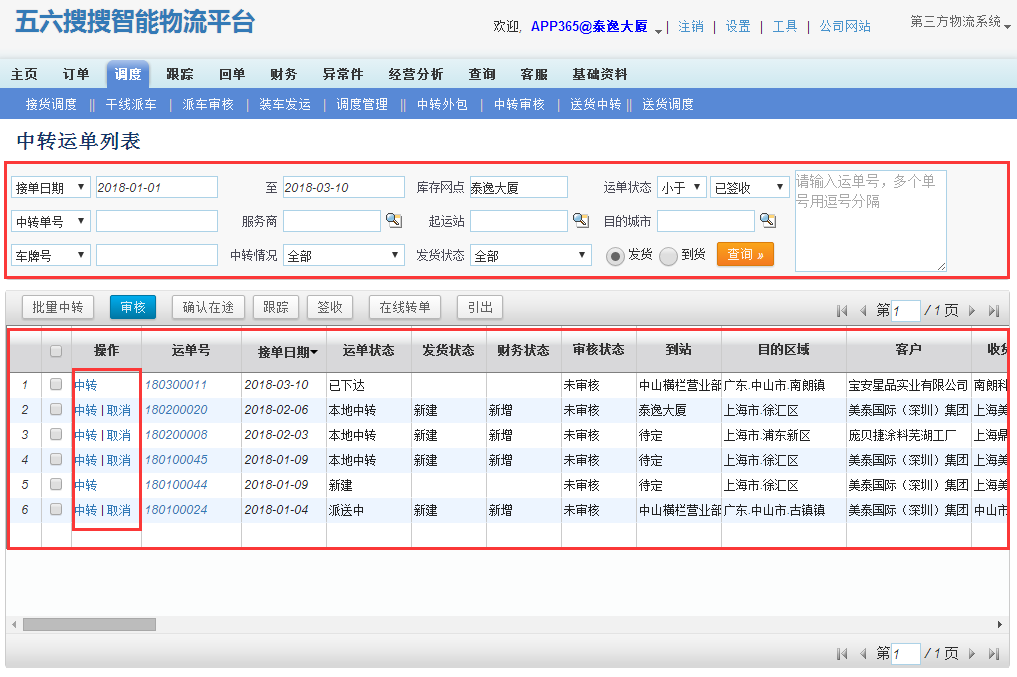 五六搜搜智能物流平台
欢迎, APP365@泰逸大厦 | 注销 | 设置 | 工具 | 公司网站 第三方物流系统
主页 订单 调度 跟踪 回单 财务 异常件 经营分析 查询 客服 基础资料
接货调度 || 干线派车 | 派车审核 | 装车发运 | 调度管理 || 中转外包 | 中转审核 | 送货中转 || 送货调度
中转运单列表
接单日期 2018-01-01 至 2018-03-10 库存网点 泰逸大厦 运单状态 小于 已签收 请输入运单号,多个单号用逗号分隔
中转单号 服务商 起运站 目的城市
车牌号 中转情况 全部 发货状态 全部 发货 到货 查询 »
批量中转 审核 确认在途 跟踪 签收 在线转单 引出 第 1 / 1 页
操作 运单号 接单日期 运单状态 发货状态 财务状态 审核状态 到站 目的区域 客户 收货
1 中转 180300011 2018-03-10 已下达 未审核 中山横栏营业部 广东.中山市.南朗镇 宝安星品实业有限公司 南朗科
2 中转 | 取消 180200020 2018-02-06 本地中转 新建 新增 未审核 泰逸大厦 上海市.徐汇区 美泰国际（深圳）集团 上海美
3 中转 | 取消 180200008 2018-02-03 本地中转 新建 新增 未审核 待定 上海市.浦东新区 庞贝捷涂料芜湖工厂 上海鼎
4 中转 | 取消 180100045 2018-01-09 本地中转 新建 新增 未审核 待定 上海市.徐汇区 美泰国际（深圳）集团 上海美
5 中转 180100044 2018-01-09 新建 未审核 待定 上海市.徐汇区 美泰国际（深圳）集团 上海美
6 中转 | 取消 180100024 2018-01-04 派送中 新建 新增 未审核 中山横栏营业部 广东.中山市.古镇镇 美泰国际（深圳）集团 中山市
第 1 / 1 页